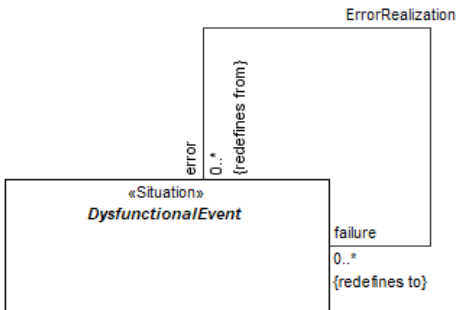 ErrorRealization
error
0..*
{redefines from}
«Situation»
DysfunctionalEvent
failure
0..*
{redefines to}